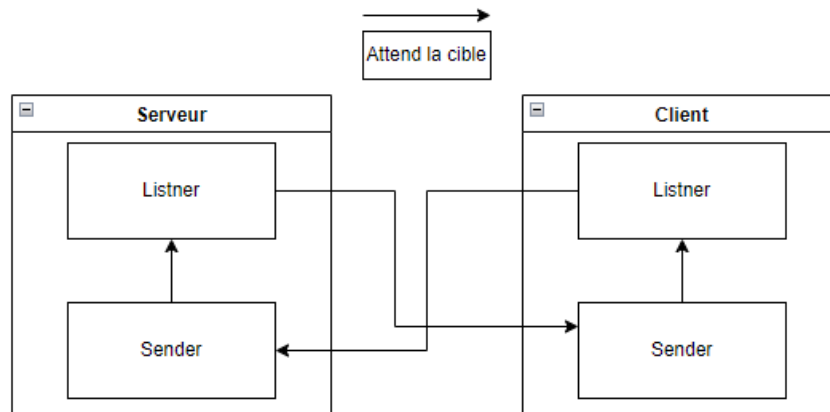 Attend la cible
Serveur
Client
Listner
Listner
Sender
Sender